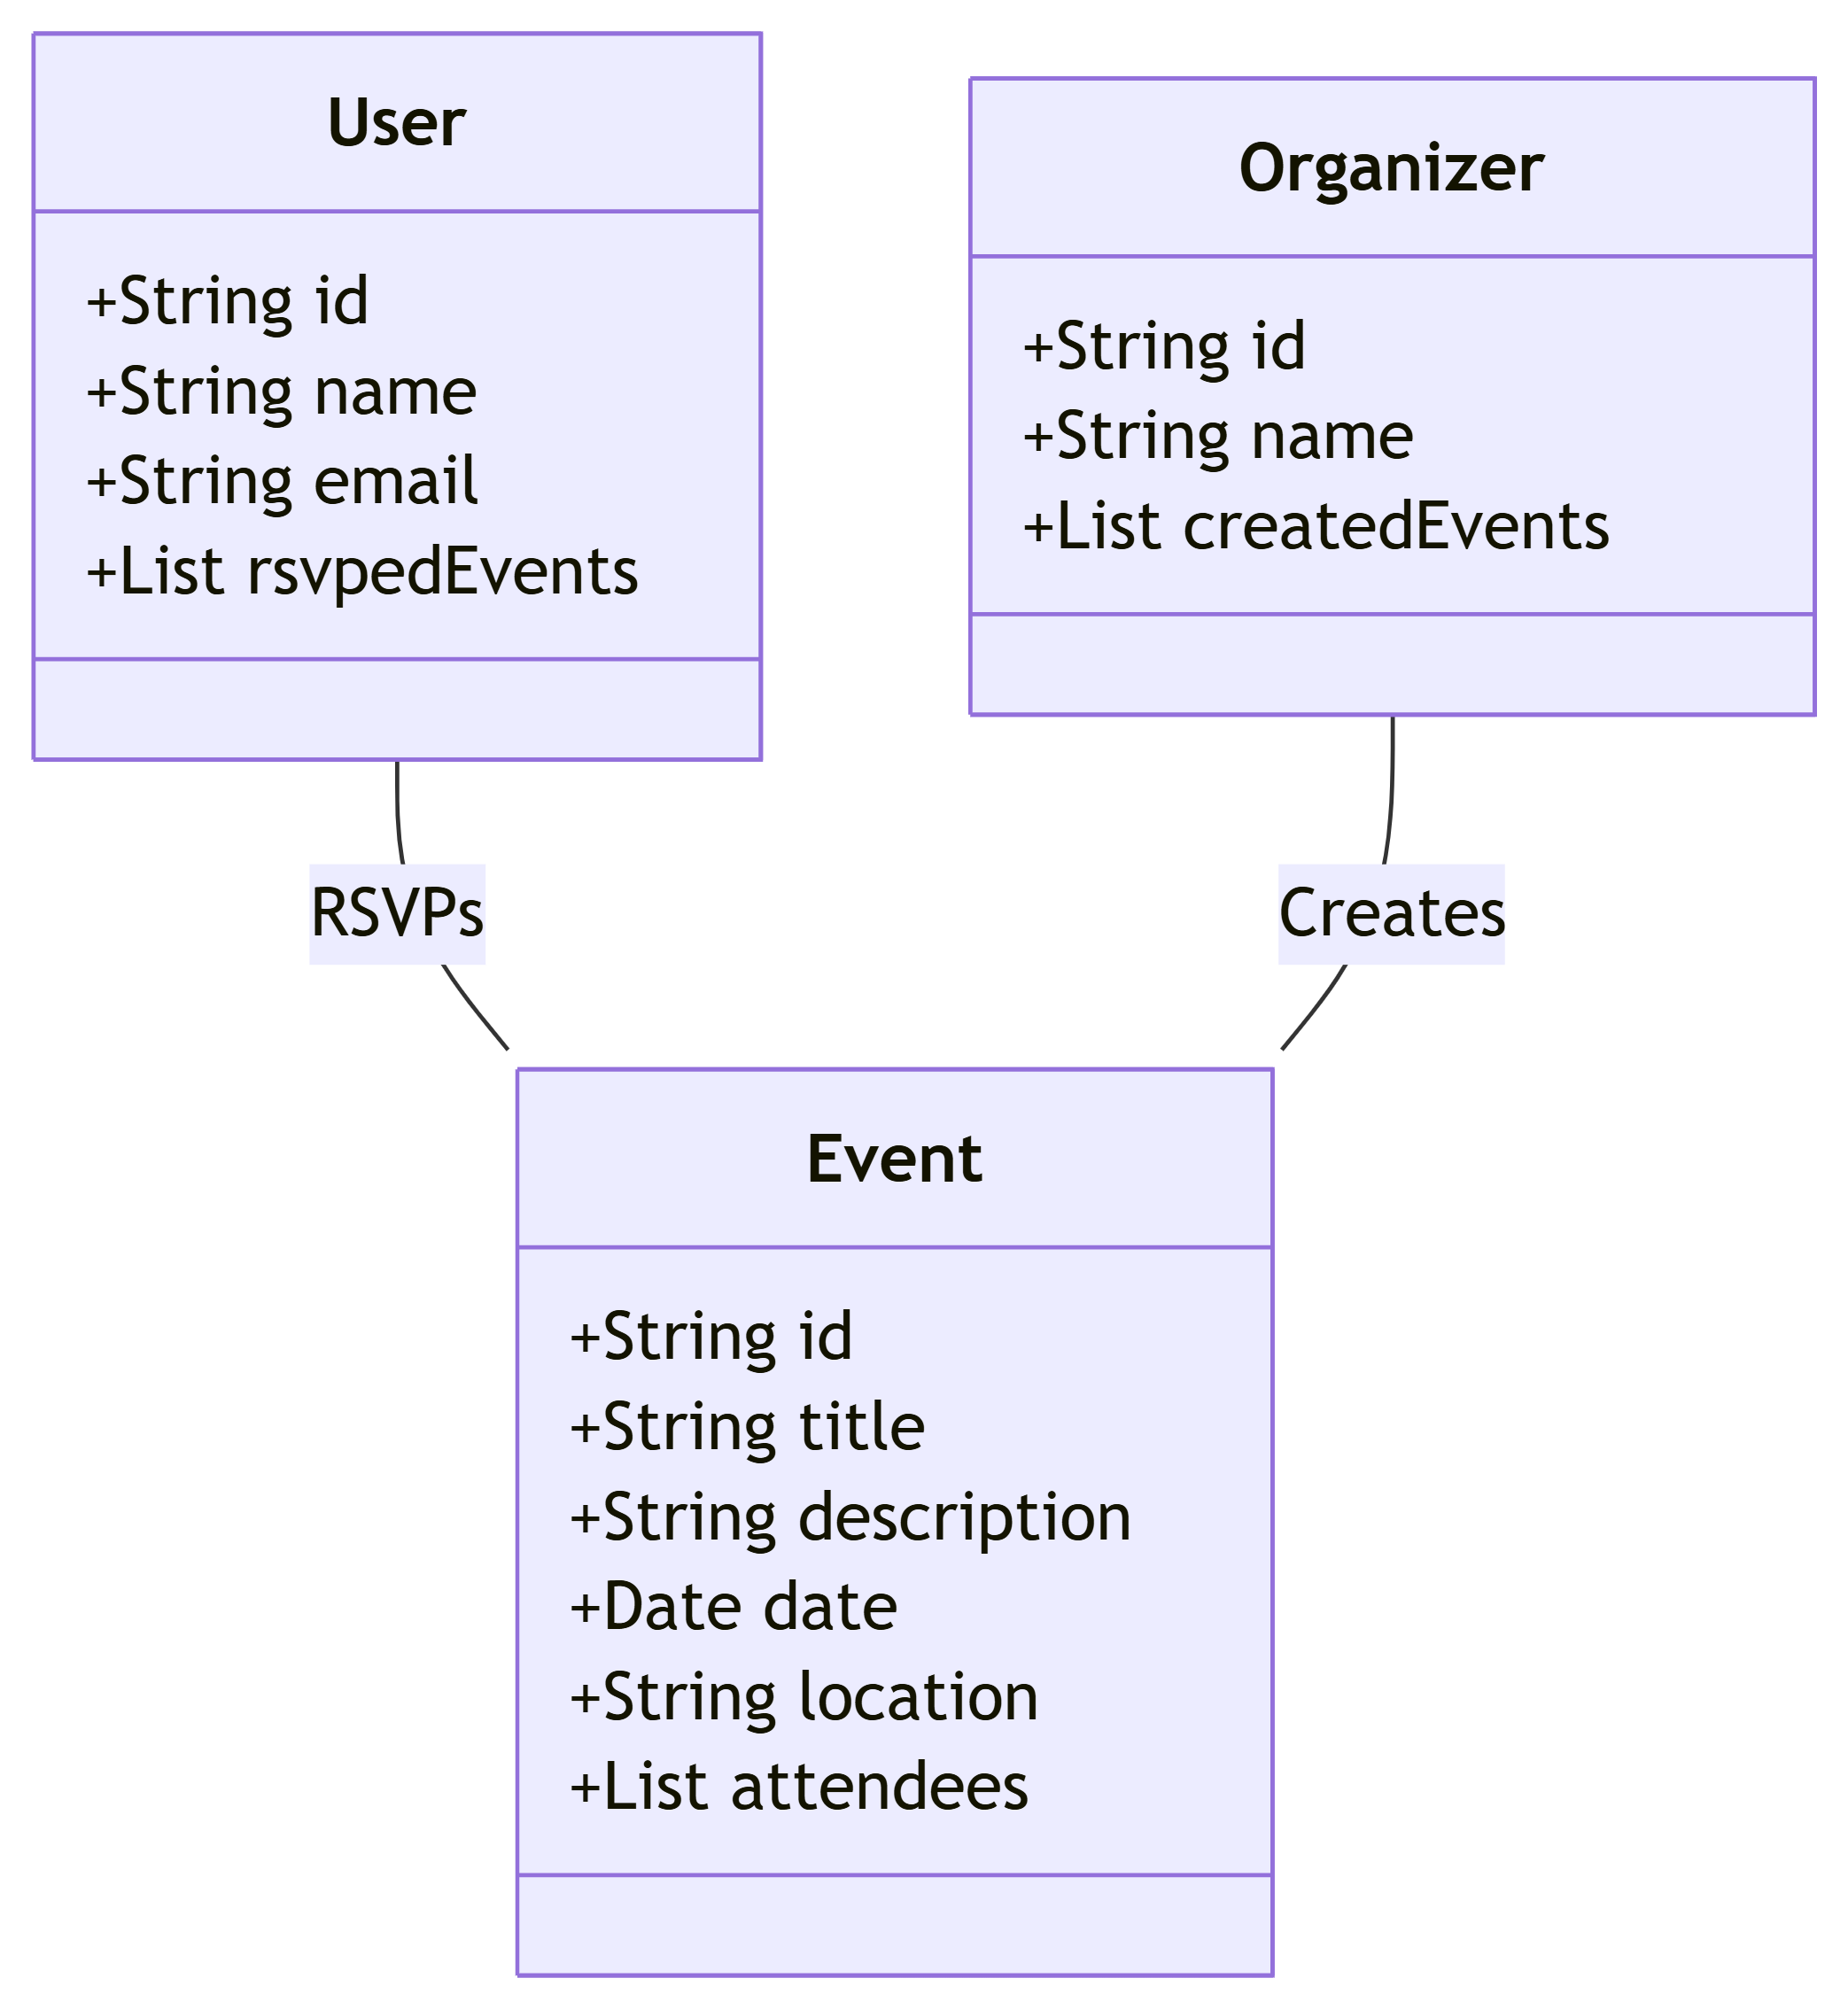 User
+String id
+String name
+String email
+List rsvpedEvents
Organizer
+String id
+String name
+List createdEvents
RSVPs
Creates
Event
+String id
+String title
+String description
+Date date
+String location
+List attendees